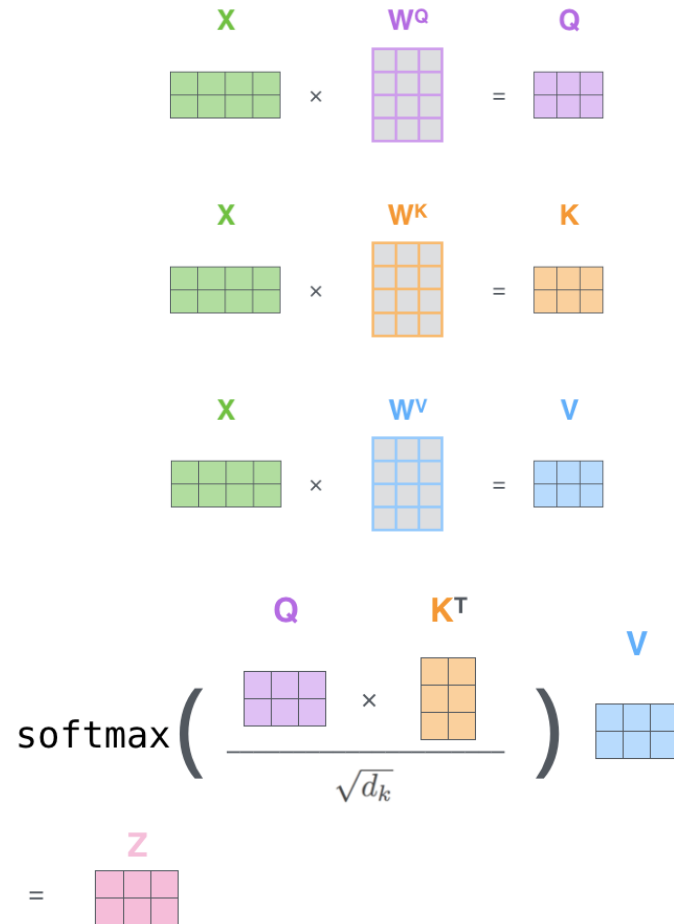 X W^Q Q
× =
X W^K K
× =
X W^V V
× =
Q K^T
V
softmax( × )
√d_k
Z
=